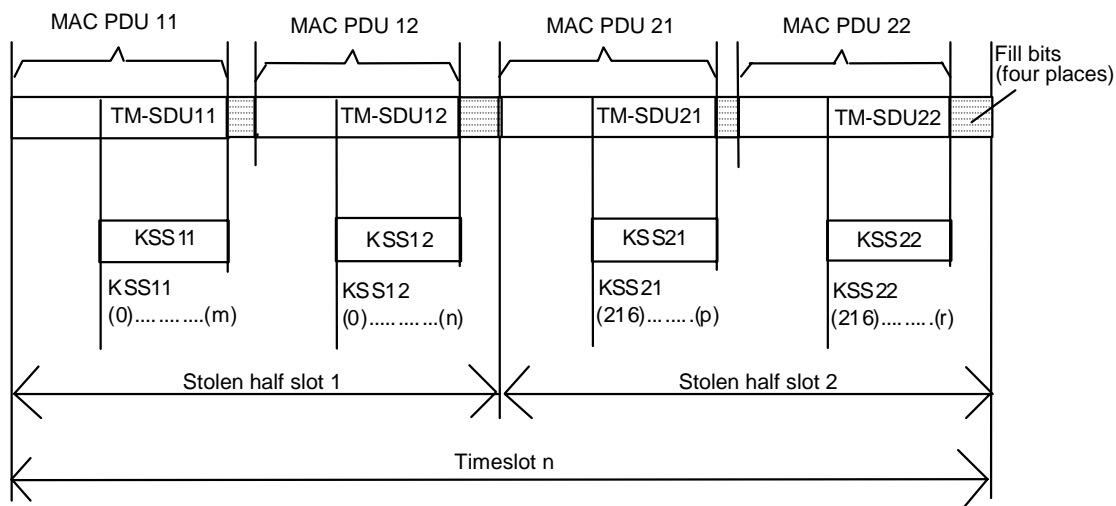 MAC PDU 11
MAC PDU 12
MAC PDU 21
MAC PDU 22
Fill bits
(four places)
TM-SDU11
TM-SDU12
TM-SDU21
TM-SDU22
KSS11
KSS12
KSS21
KSS22
KSS11
(0)...........(m)
KSS12
(0)...........(n)
KSS21
(216).......(p)
KSS22
(216)........(r)
Stolen half slot 1
Stolen half slot 2
Timeslot n